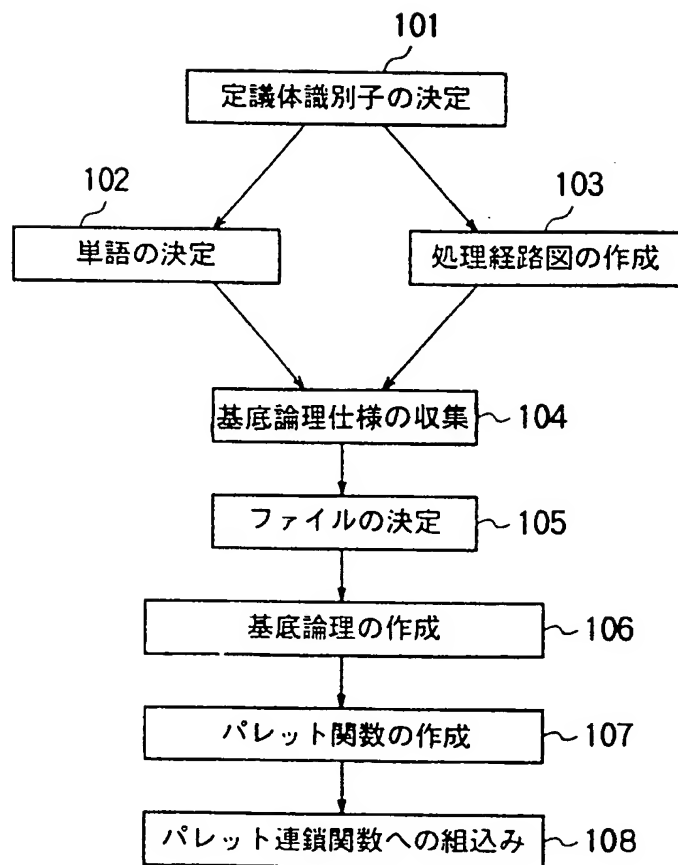 101
定議体識別子の決定
102
単語の決定
103
処理経路図の作成
基底論理仕様の収集
104
ファイルの決定
105
基底論理の作成
106
パレット関数の作成
107
パレット連鎖関数への組込み
108